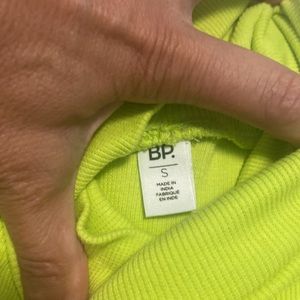 BP.
S
MADE IN
INDIA
FABRIQUÉ
EN INDE